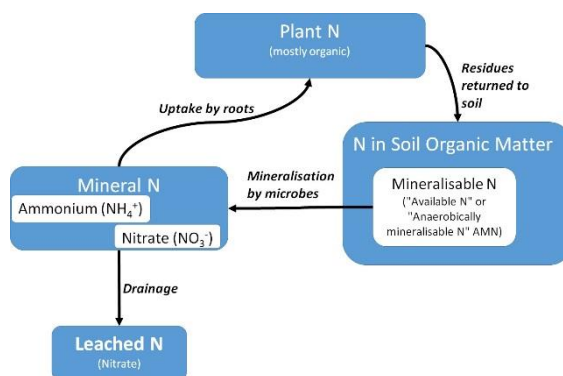 Plant N
(mostly organic)
Residues
returned to
soil
Uptake by roots
N in Soil Organic Matter
Mineralisable N
("Available N" or
"Anaerobically
mineralisable N" AMN)
Mineralisation
by microbes
Mineral N
Ammonium (NH₄⁺)
Nitrate (NO₃⁻)
Drainage
Leached N
(Nitrate)